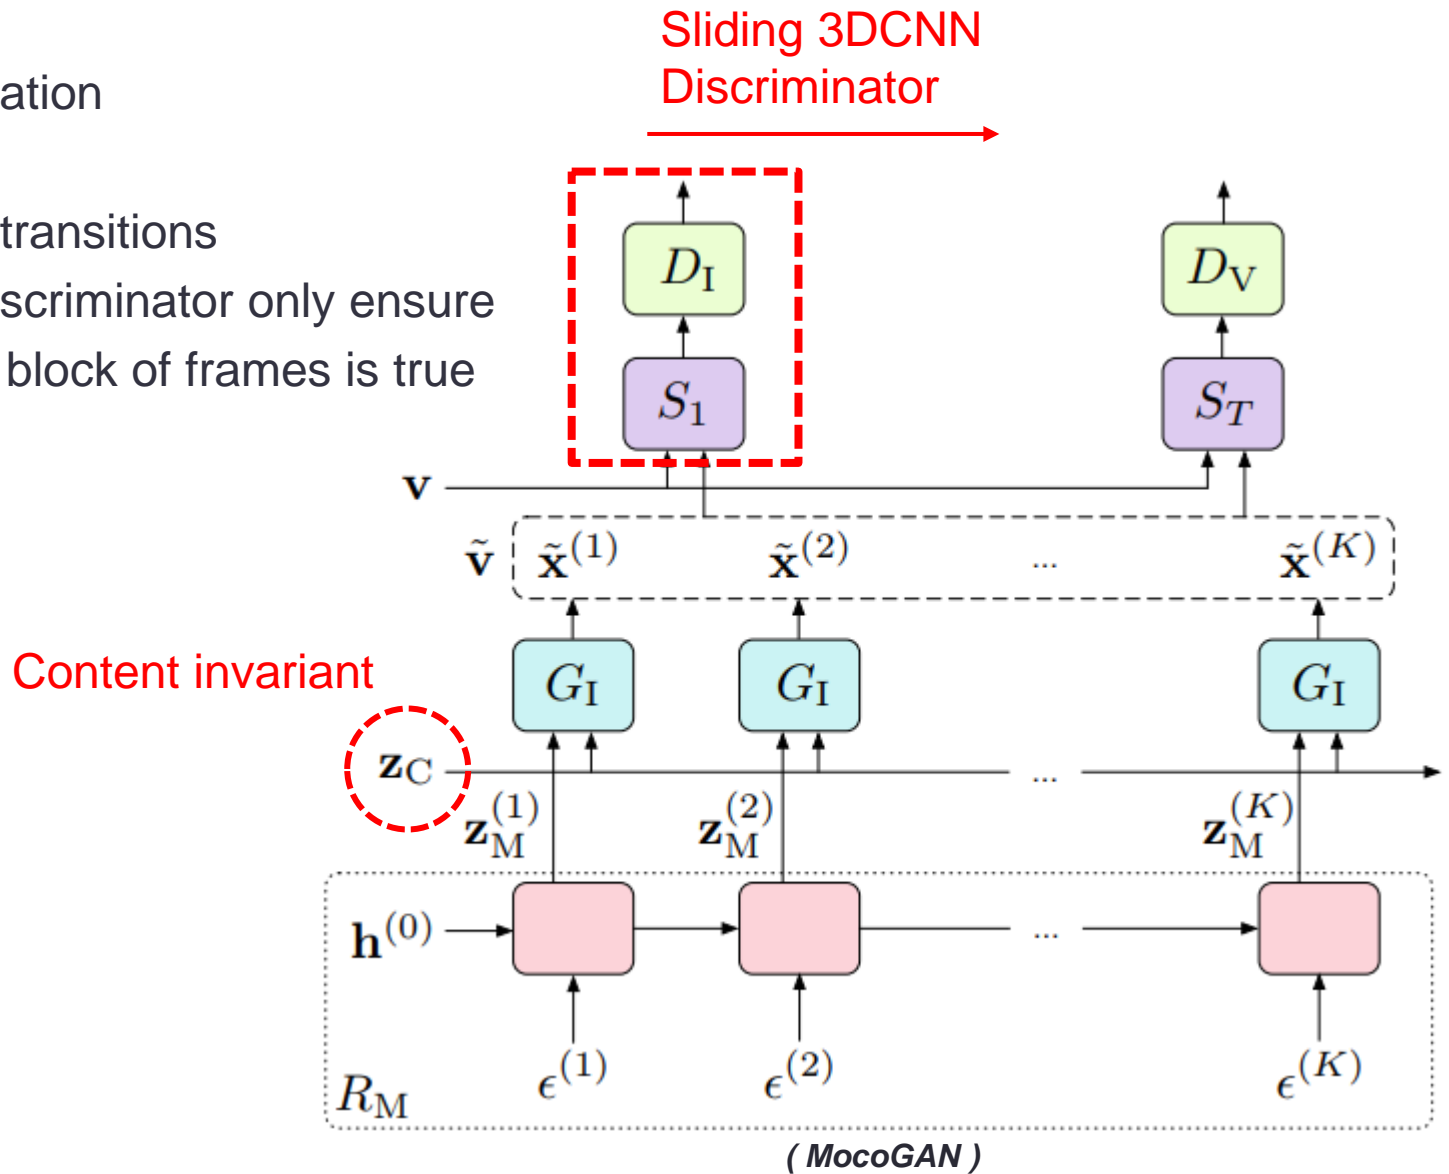 Sliding 3DCNN
Discriminator
ation
transitions
scriminator only ensure
block of frames is true
D_I
D_V
S_1
S_T
v
ṽ x̃^(1) x̃^(2) ... x̃^(K)
Content invariant
G_I G_I G_I
z_C ...
z_M^(1) z_M^(2) z_M^(K)
h^(0) ...
ϵ^(1) ϵ^(2) ϵ^(K)
R_M
( MocoGAN )